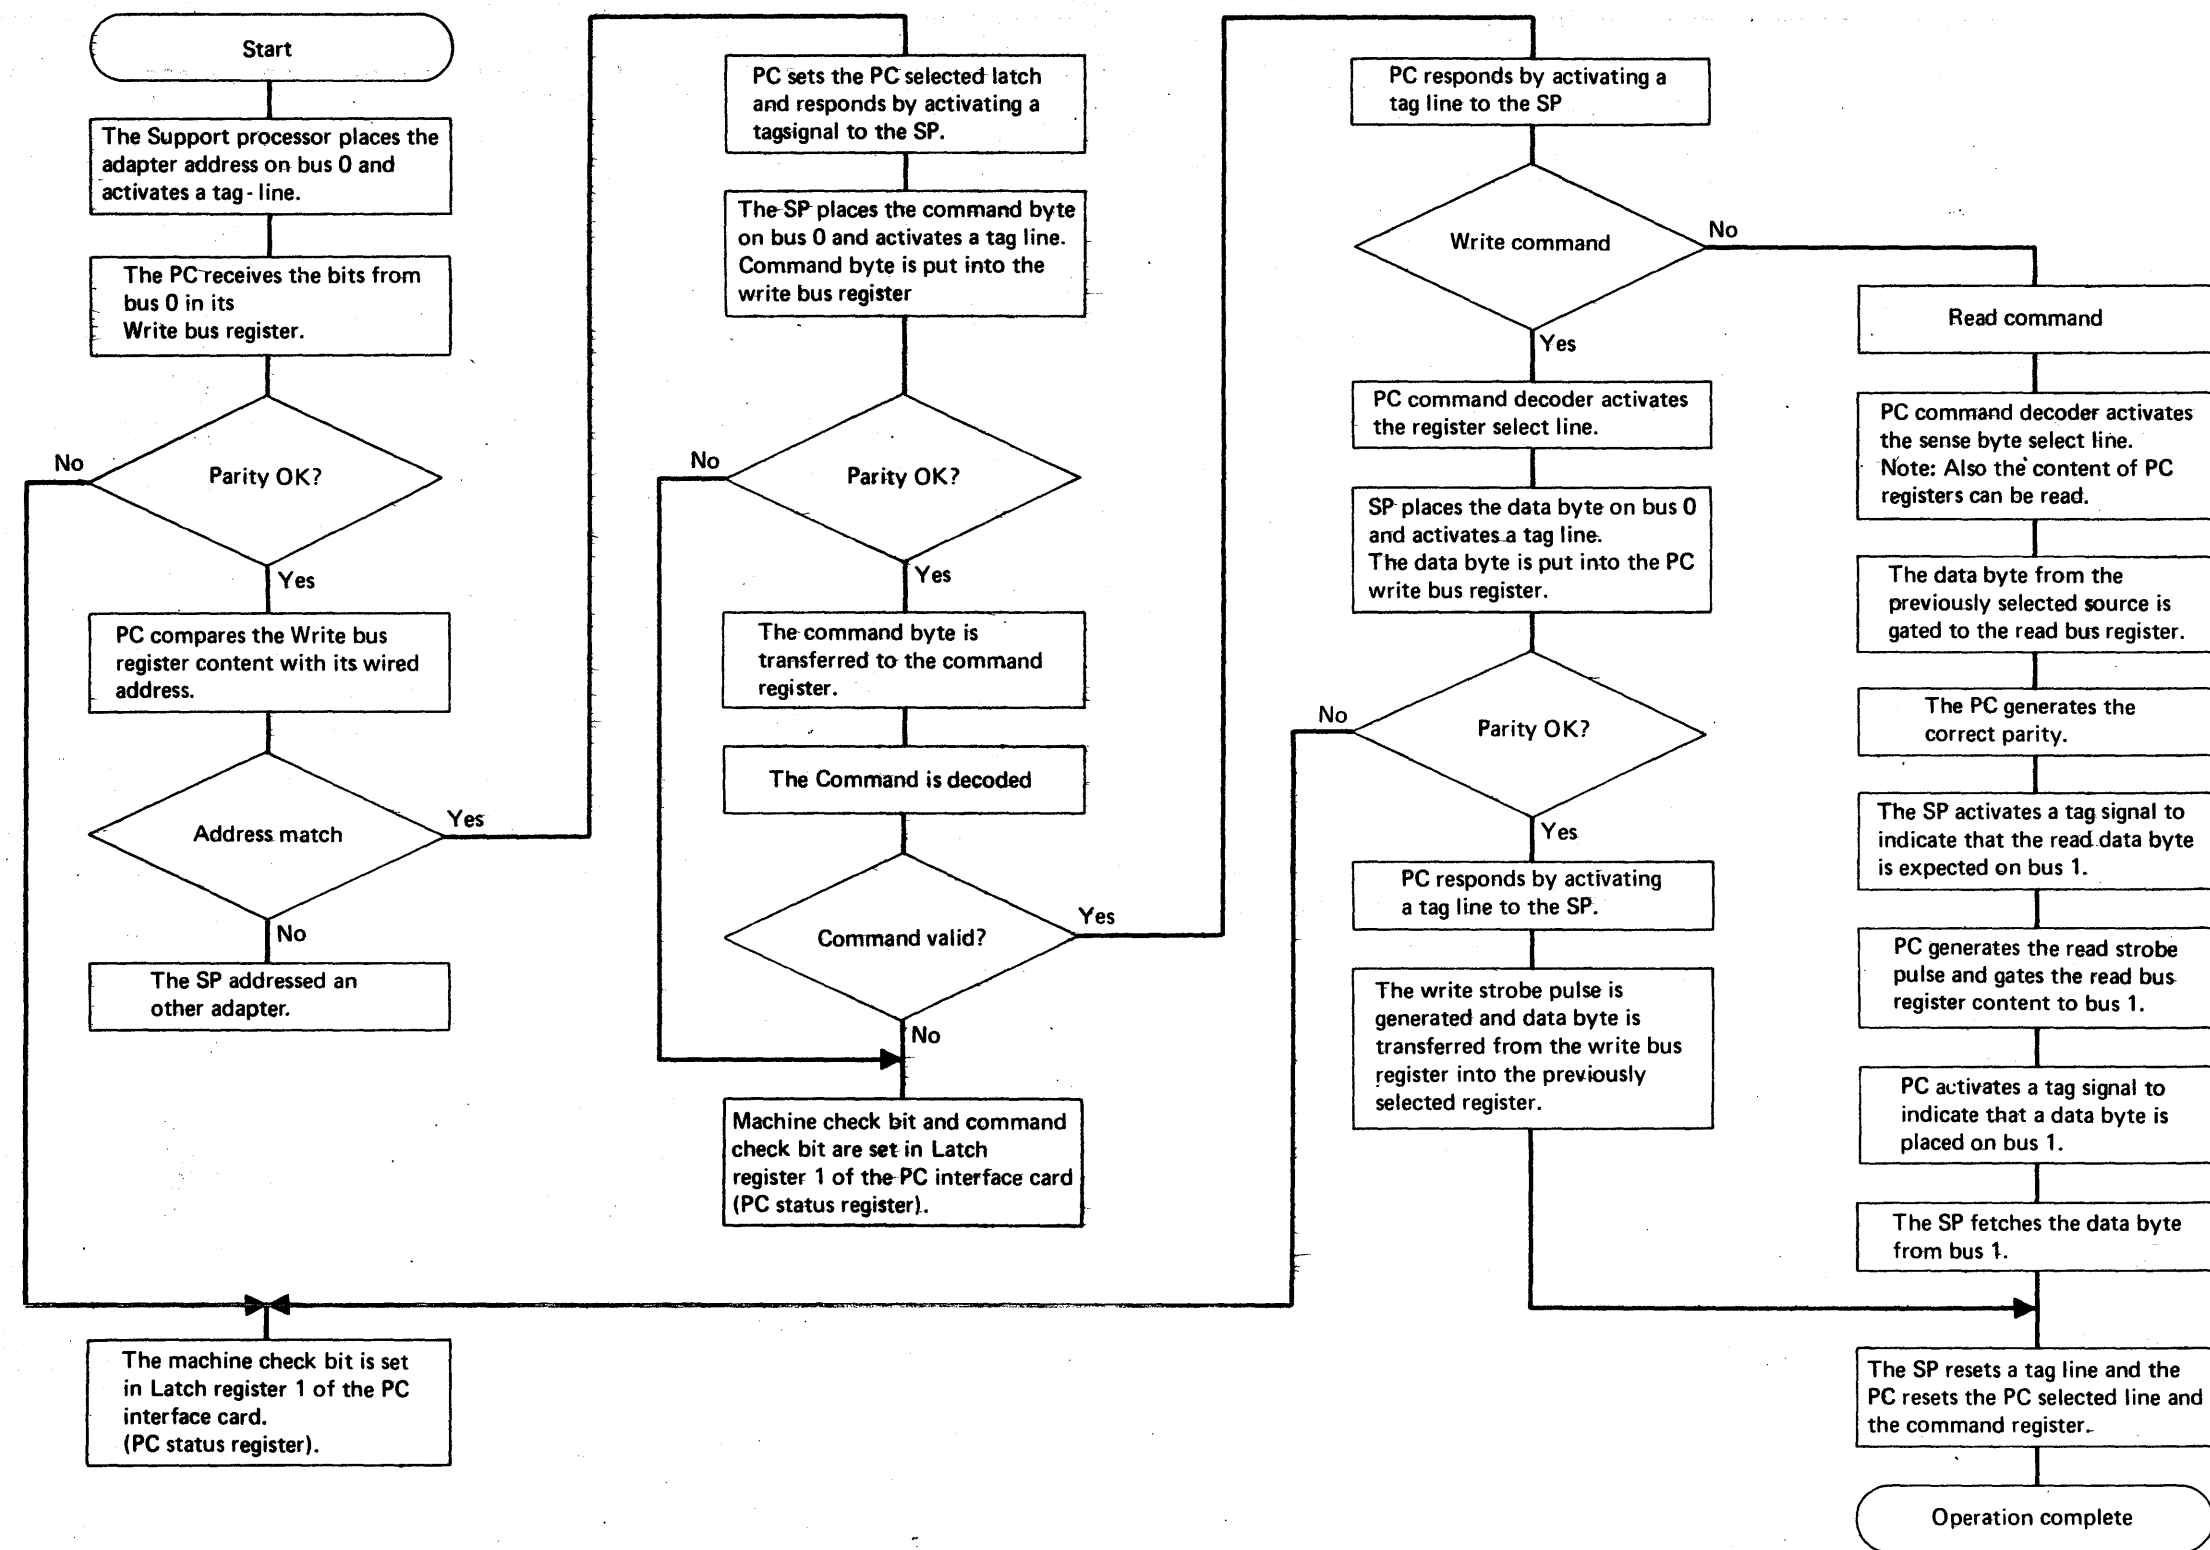 Start
The Support processor places the
adapter address on bus 0 and
activates a tag - line.
The PC receives the bits from
bus 0 in its
Write bus register.
No
Parity OK?
Yes
PC compares the Write bus
register content with its wired
address.
Address match
Yes
No
The SP addressed an
other adapter.
The machine check bit is set
in Latch register 1 of the PC
interface card.
(PC status register).
PC sets the PC selected latch
and responds by activating a
tagsignal to the SP.
The SP places the command byte
on bus 0 and activates a tag line.
Command byte is put into the
write bus register
No
Parity OK?
Yes
The command byte is
transferred to the command
register.
The Command is decoded
Command valid?
Yes
No
Machine check bit and command
check bit are set in Latch
register 1 of the PC interface card
(PC status register).
PC responds by activating a
tag line to the SP
Write command
No
Yes
PC command decoder activates
the register select line.
SP places the data byte on bus 0
and activates a tag line.
The data byte is put into the PC
write bus register.
No
Parity OK?
Yes
PC responds by activating
a tag line to the SP.
The write strobe pulse is
generated and data byte is
transferred from the write bus
register into the previously
selected register.
Read command
PC command decoder activates
the sense byte select line.
Note: Also the content of PC
registers can be read.
The data byte from the
previously selected source is
gated to the read bus register.
The PC generates the
correct parity.
The SP activates a tag signal to
indicate that the read data byte
is expected on bus 1.
PC generates the read strobe
pulse and gates the read bus
register content to bus 1.
PC activates a tag signal to
indicate that a data byte is
placed on bus 1.
The SP fetches the data byte
from bus 1.
The SP resets a tag line and the
PC resets the PC selected line and
the command register.
Operation complete